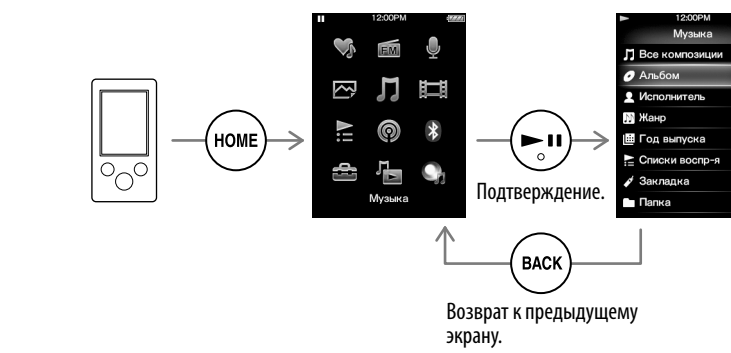 12:00PM
FM
Музыка
HOME
Подтверждение.
12:00PM
Музыка
Все композиции
Альбом
Исполнитель
Жанр
Год выпуска
Списки воспр-я
Закладка
Папка
BACK
Возврат к предыдущему
экрану.